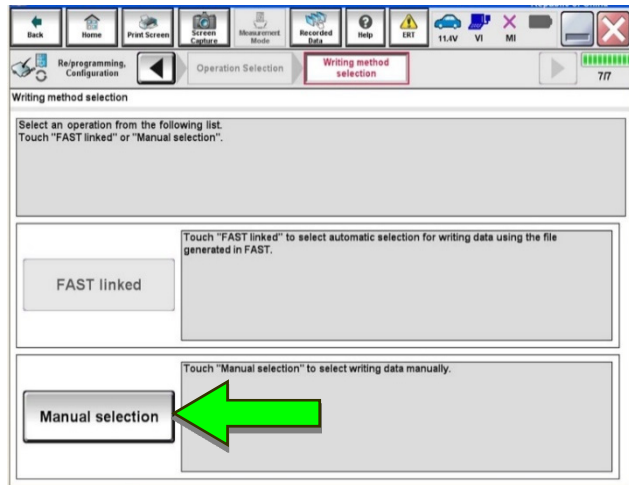 Back
Home
Print Screen
Screen Capture
Measurement Mode
Recorded Data
Help
ERT
11.4V
VI
MI
Re/programming, Configuration
Operation Selection
Writing method selection
7/7
Writing method selection
Select an operation from the following list.
Touch "FAST linked" or "Manual selection".
FAST linked
Touch "FAST linked" to select automatic selection for writing data using the file
generated in FAST.
Manual selection
Touch "Manual selection" to select writing data manually.